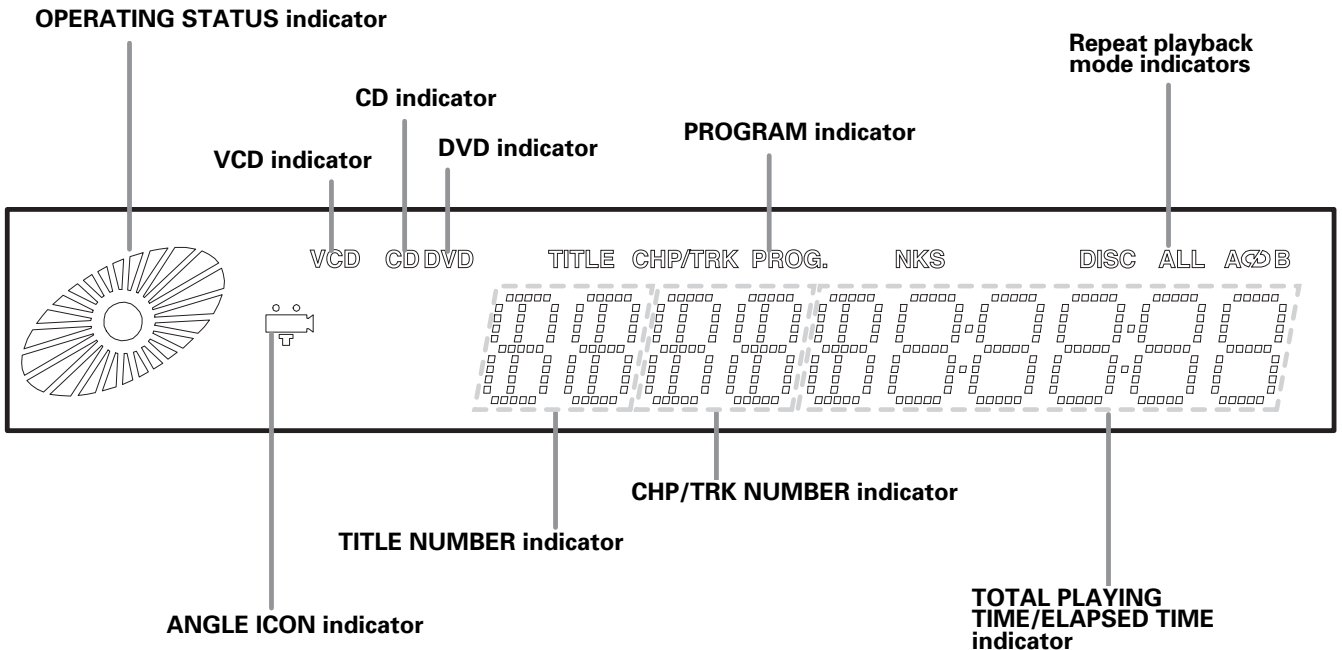 OPERATING STATUS indicator
Repeat playback
mode indicators
CD indicator
PROGRAM indicator
VCD indicator
DVD indicator
VCD CD DVD TITLE CHP/TRK PROG. NKS DISC ALL A B
CHP/TRK NUMBER indicator
TITLE NUMBER indicator
ANGLE ICON indicator
TOTAL PLAYING
TIME/ELAPSED TIME
indicator